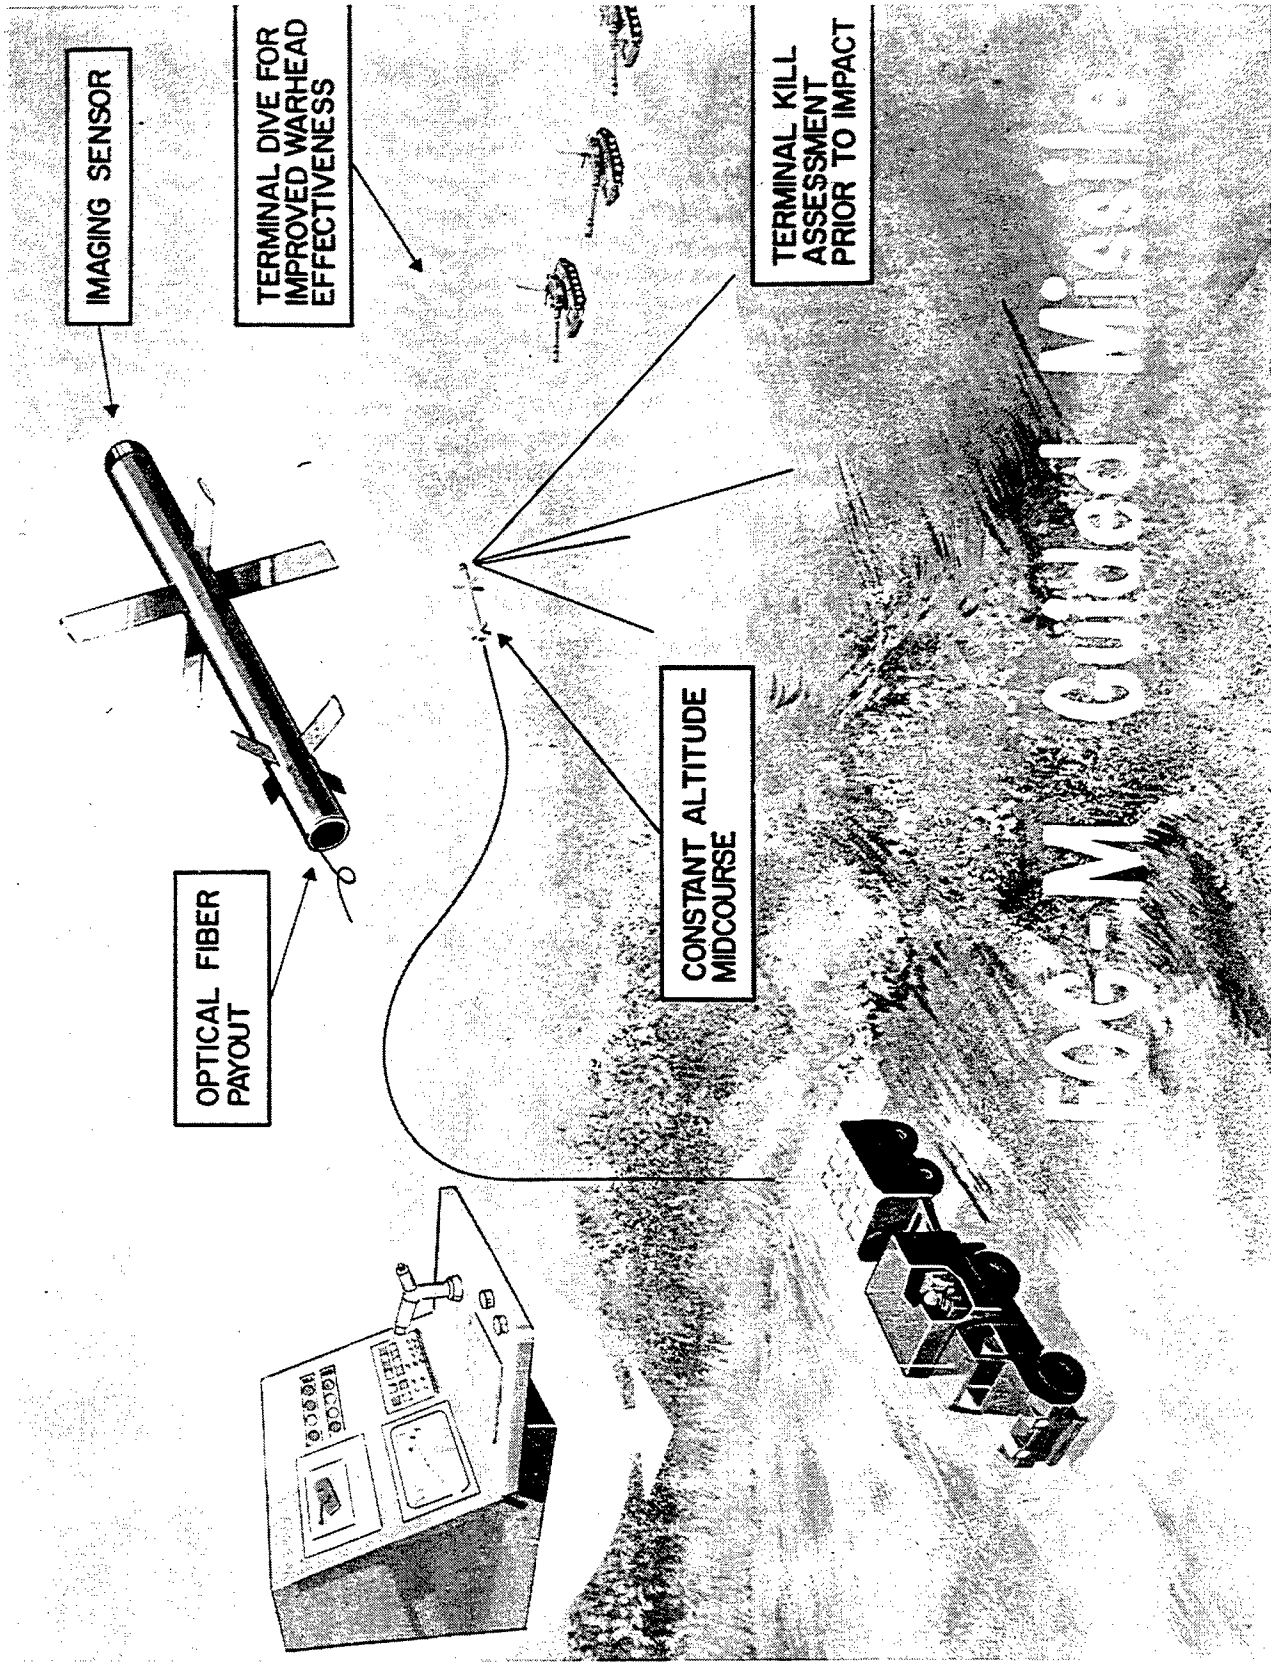 IMAGING SENSOR
TERMINAL DIVE FOR
IMPROVED WARHEAD
EFFECTIVENESS
OPTICAL FIBER
PAYOUT
CONSTANT ALTITUDE
MIDCOURSE
TERMINAL KILL
ASSESSMENT
PRIOR TO IMPACT
FOG-M Guided Missile